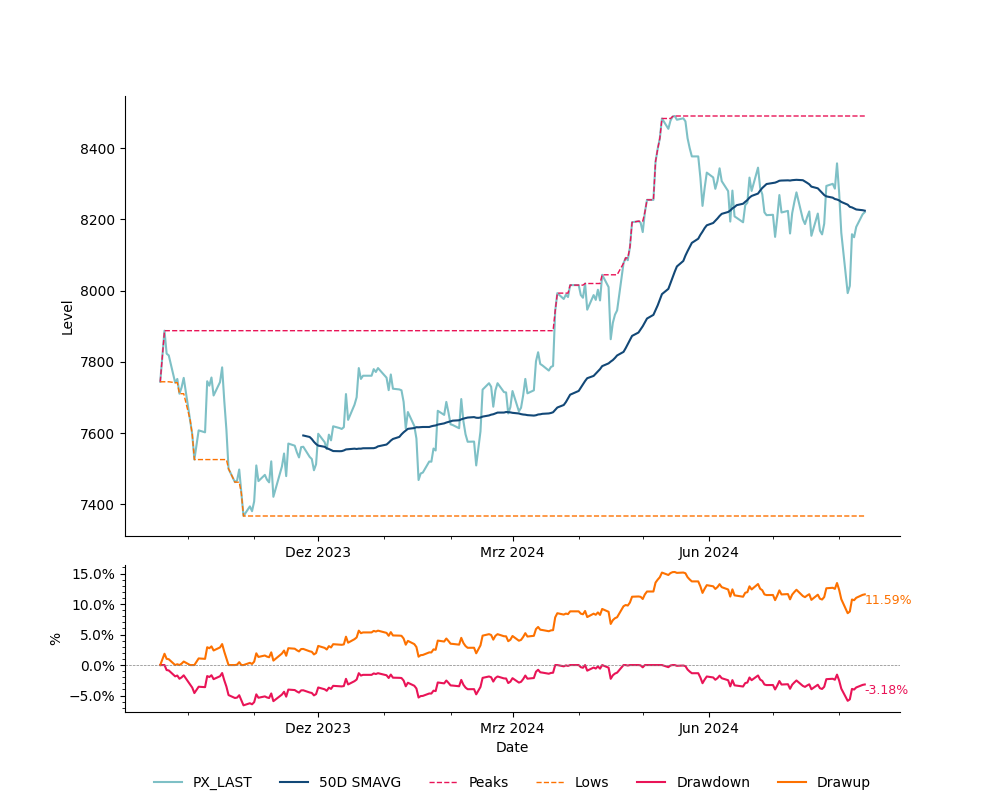 8400
8200
8000
7800
7600
7400
Level
Dez 2023 Mrz 2024 Jun 2024
15.0%
10.0%
5.0%
0.0%
−5.0%
%
11.59%
-3.18%
Dez 2023 Mrz 2024 Jun 2024
Date
PX_LAST 50D SMAVG Peaks Lows Drawdown Drawup